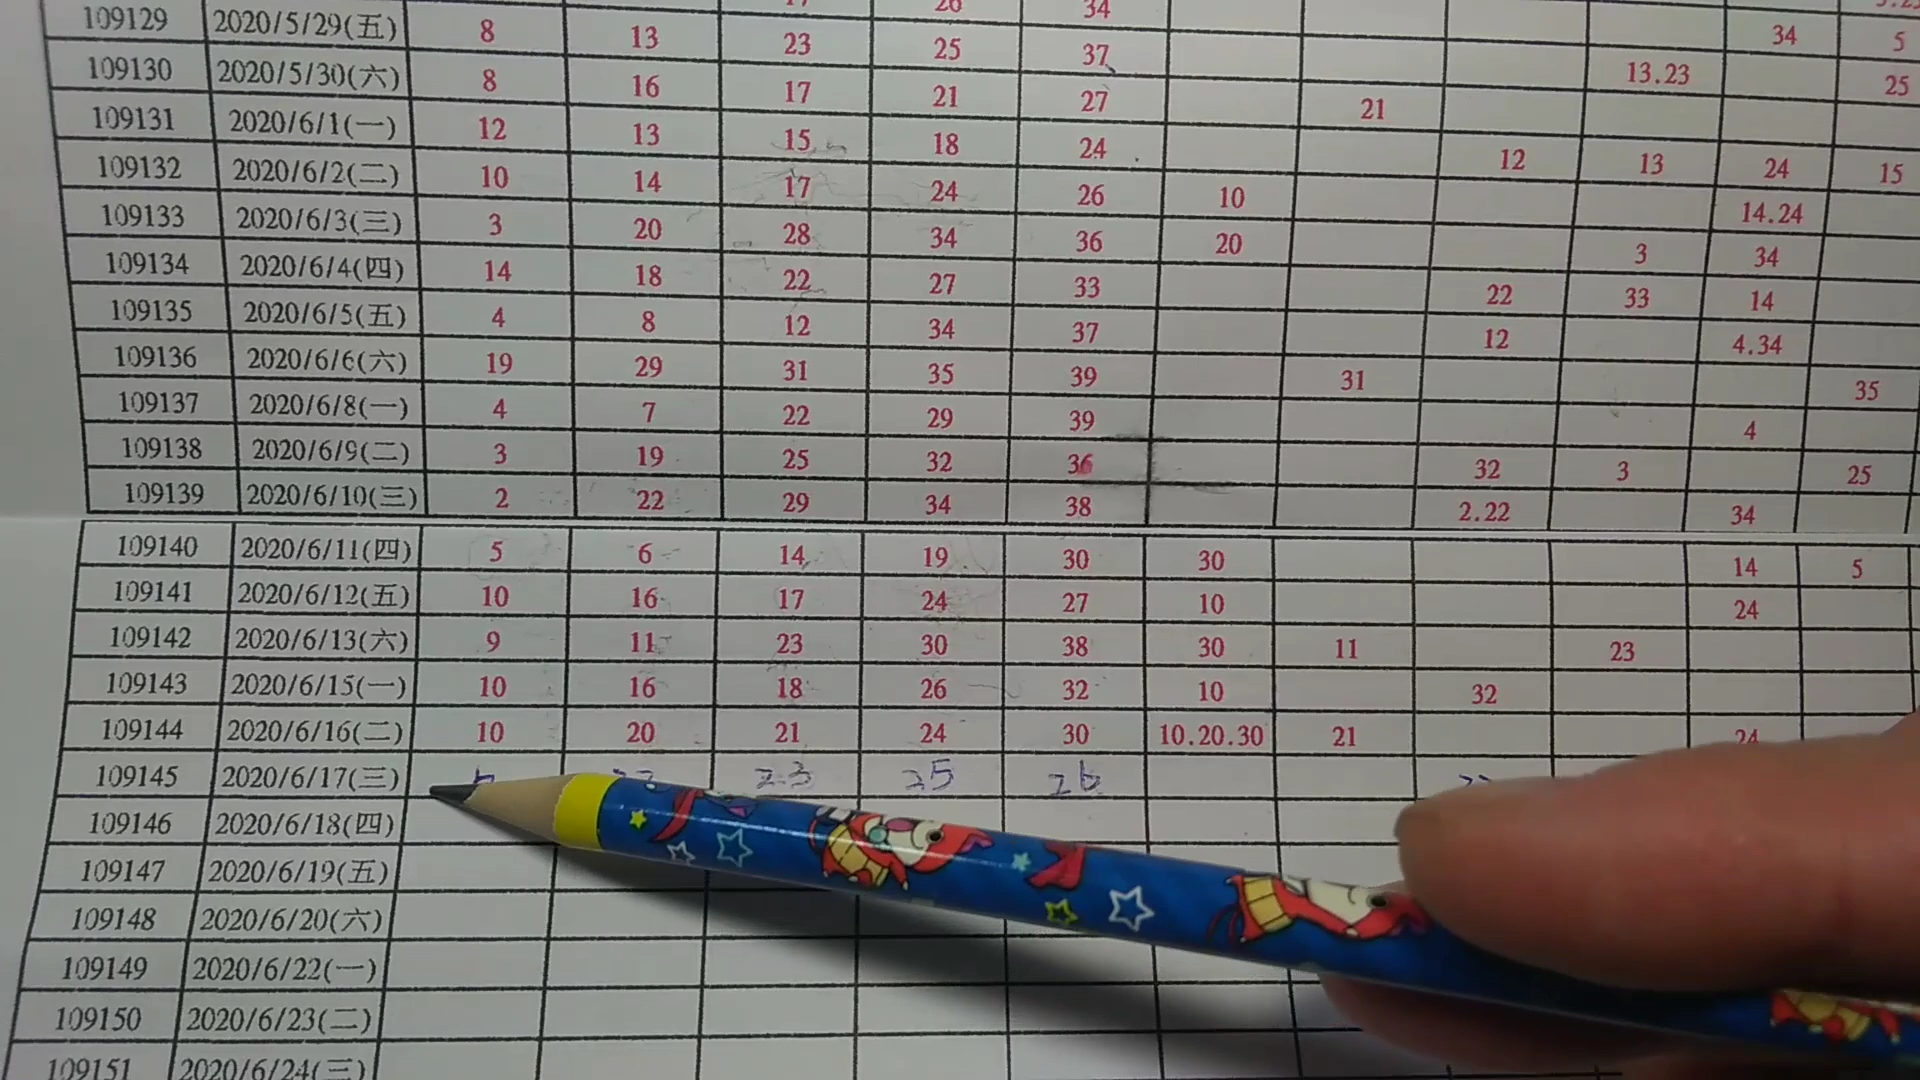 17 26 34
109129 2020/5/29(五) 8 13 23 25 37 34 5
109130 2020/5/30(六) 8 16 17 21 27 13.23 25
109131 2020/6/1(一) 12 13 15 18 24 21
109132 2020/6/2(二) 10 14 17 24 26 10 12 13 24 15
109133 2020/6/3(三) 3 20 28 34 36 20 14.24
109134 2020/6/4(四) 14 18 22 27 33 3 34
109135 2020/6/5(五) 4 8 12 34 37 22 33 14
109136 2020/6/6(六) 19 29 31 35 39 31 12 4.34
109137 2020/6/8(一) 4 7 22 29 39 35
109138 2020/6/9(二) 3 19 25 32 36 32 3 4 25
109139 2020/6/10(三) 2 22 29 34 38 2.22 34
109140 2020/6/11(四) 5 6 14 19 30 30 14 5
109141 2020/6/12(五) 10 16 17 24 27 10 24
109142 2020/6/13(六) 9 11 23 30 38 30 11 23
109143 2020/6/15(一) 10 16 18 26 32 10 32
109144 2020/6/16(二) 10 20 21 24 30 10.20.30 21 24
109145 2020/6/17(三) 23 25 26
109146 2020/6/18(四)
109147 2020/6/19(五)
109148 2020/6/20(六)
109149 2020/6/22(一)
109150 2020/6/23(二)
109151 2020/6/24(三)